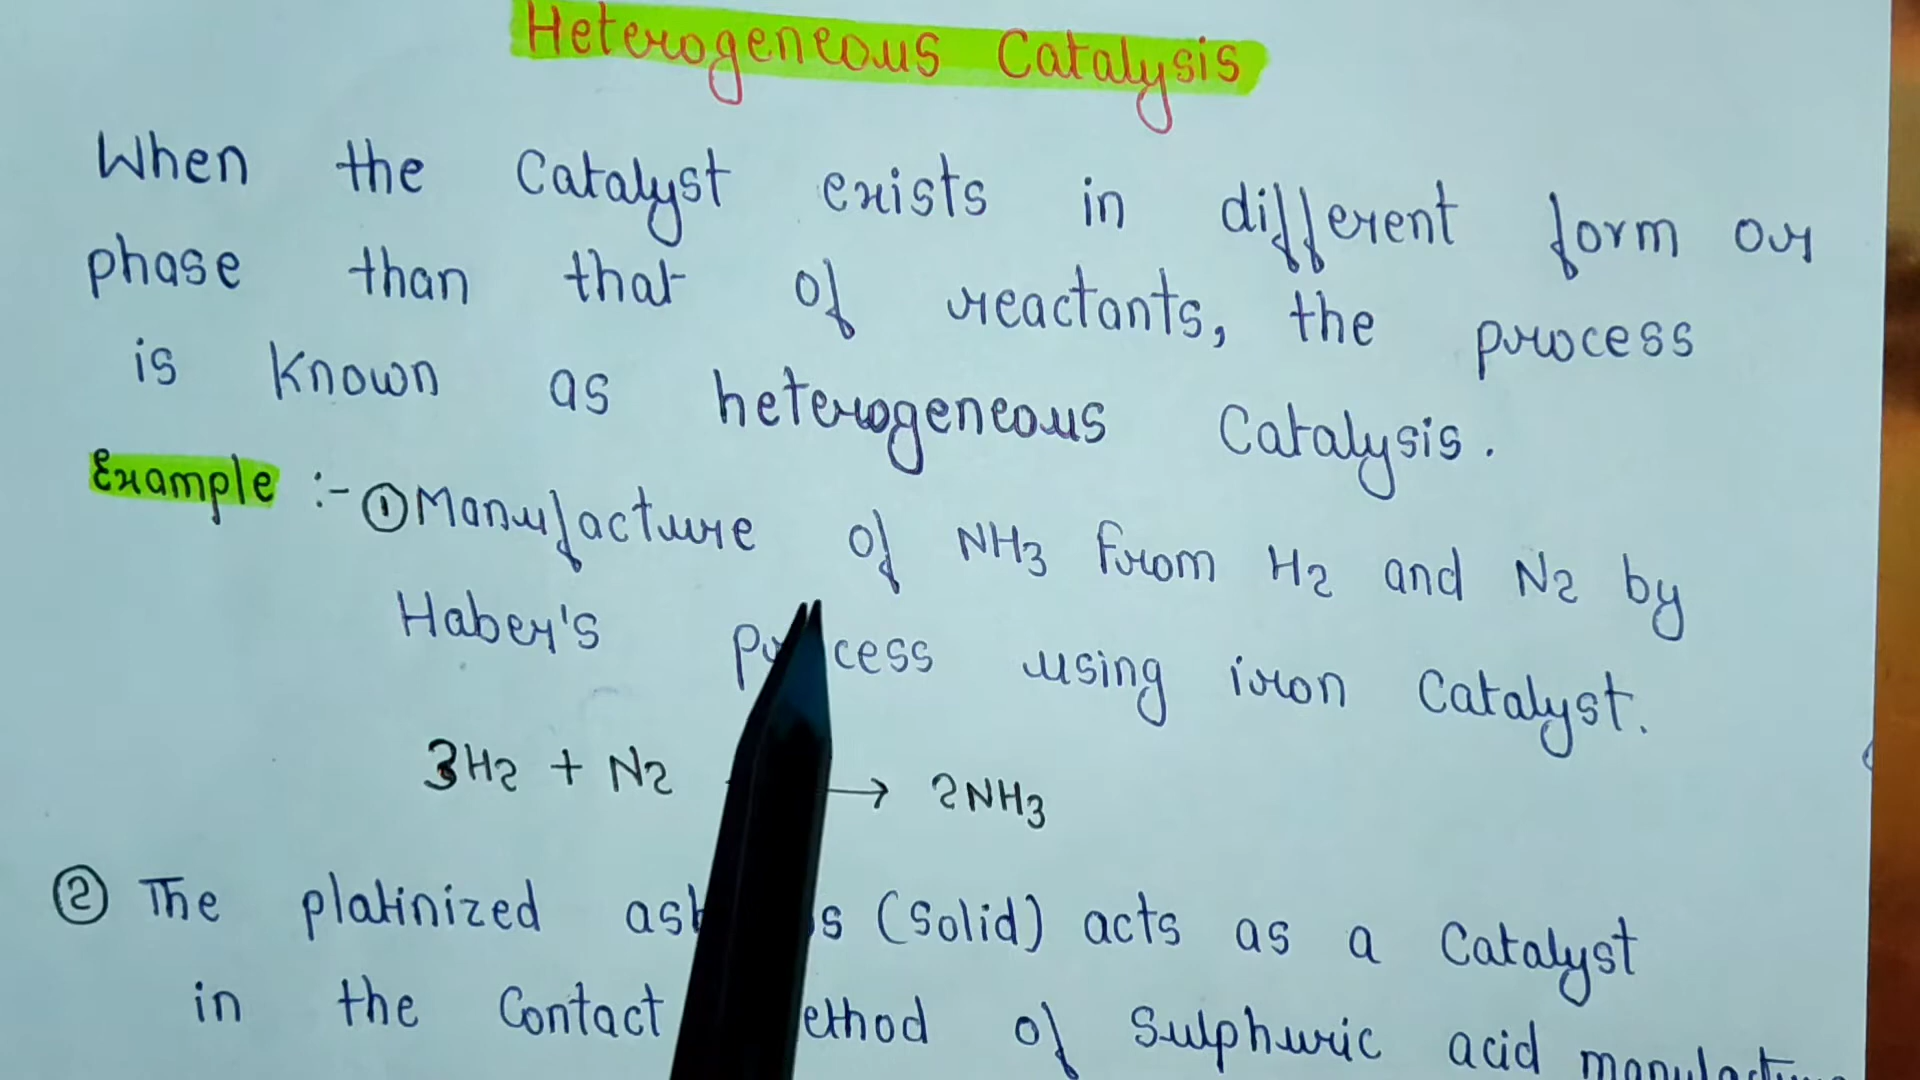 Heterogeneous Catalysis
When the Catalyst exists in different form or
phase than that of reactants, the process
is Known as heterogeneous Catalysis.
Example :- ① Manufacture of NH3 from H2 and N2 by
Haber's using iron Catalyst.
3H2 + N2 → 2NH3
② The platinized (Solid) acts as a Catalyst
in the Contact of Sulphuric acid